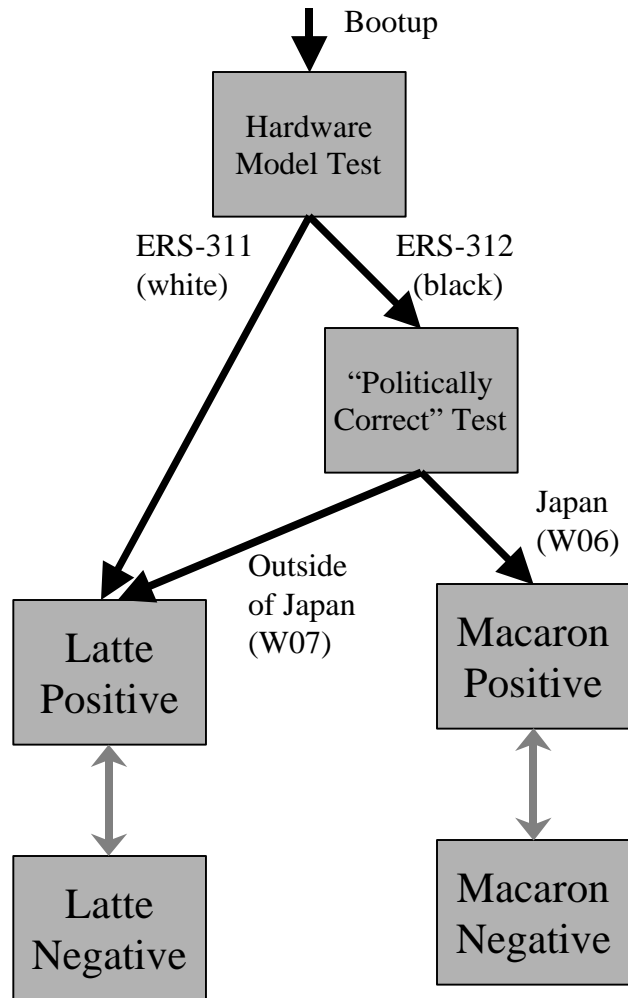 Bootup
Hardware
Model Test
ERS-311
(white)
ERS-312
(black)
“Politically
Correct” Test
Japan
(W06)
Outside
of Japan
(W07)
Latte
Positive
Macaron
Positive
Latte
Negative
Macaron
Negative